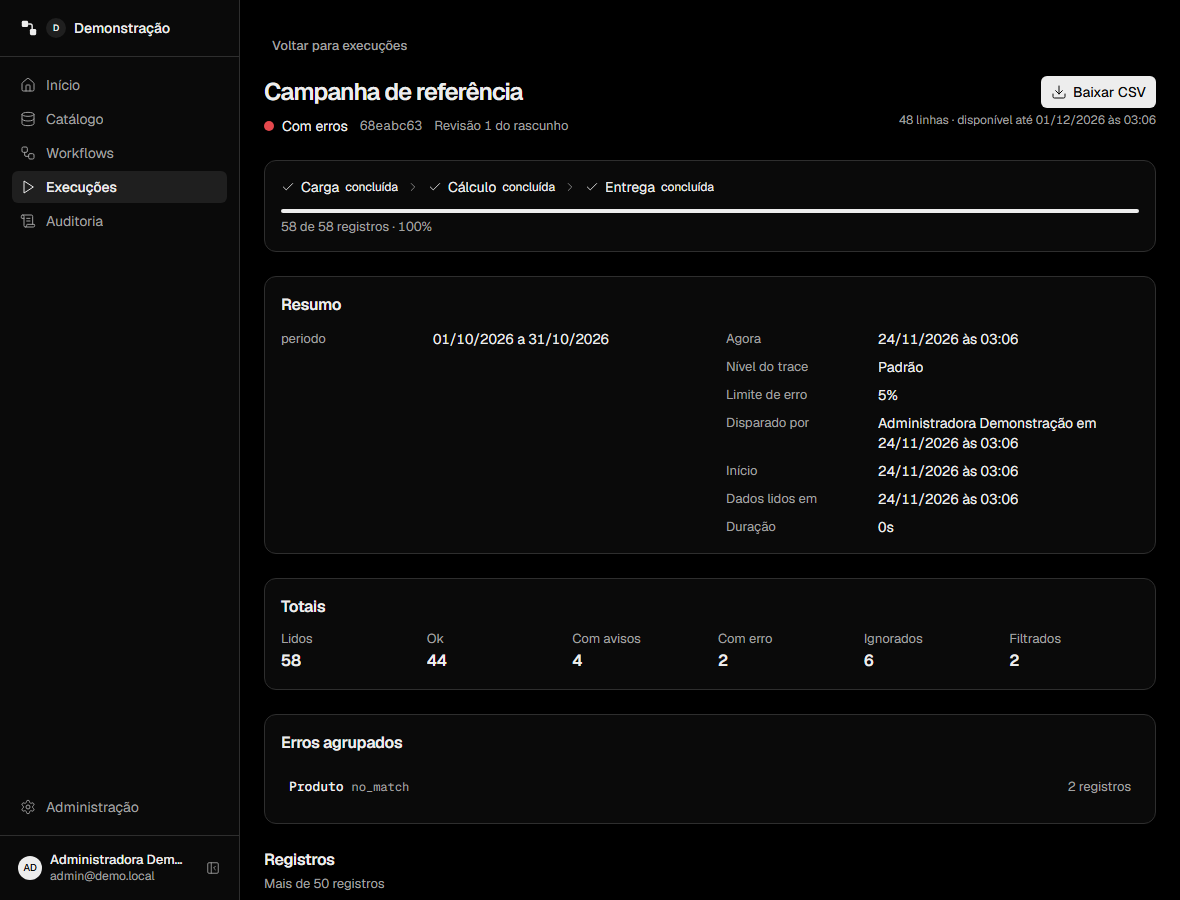 D Demonstração
Início
Catálogo
Workflows
Execuções
Auditoria
Administração
AD
Administradora Dem...
admin@demo.local
Voltar para execuções
Campanha de referência
Com erros 68eabc63 Revisão 1 do rascunho
Baixar CSV
48 linhas · disponível até 01/12/2026 às 03:06
Carga concluída Cálculo concluída Entrega concluída
58 de 58 registros · 100%
Resumo
periodo 01/10/2026 a 31/10/2026
Agora 24/11/2026 às 03:06
Nível do trace Padrão
Limite de erro 5%
Disparado por Administradora Demonstração em
24/11/2026 às 03:06
Início 24/11/2026 às 03:06
Dados lidos em 24/11/2026 às 03:06
Duração 0s
Totais
Lidos Ok Com avisos Com erro Ignorados Filtrados
58 44 4 2 6 2
Erros agrupados
Produto no_match 2 registros
Registros
Mais de 50 registros